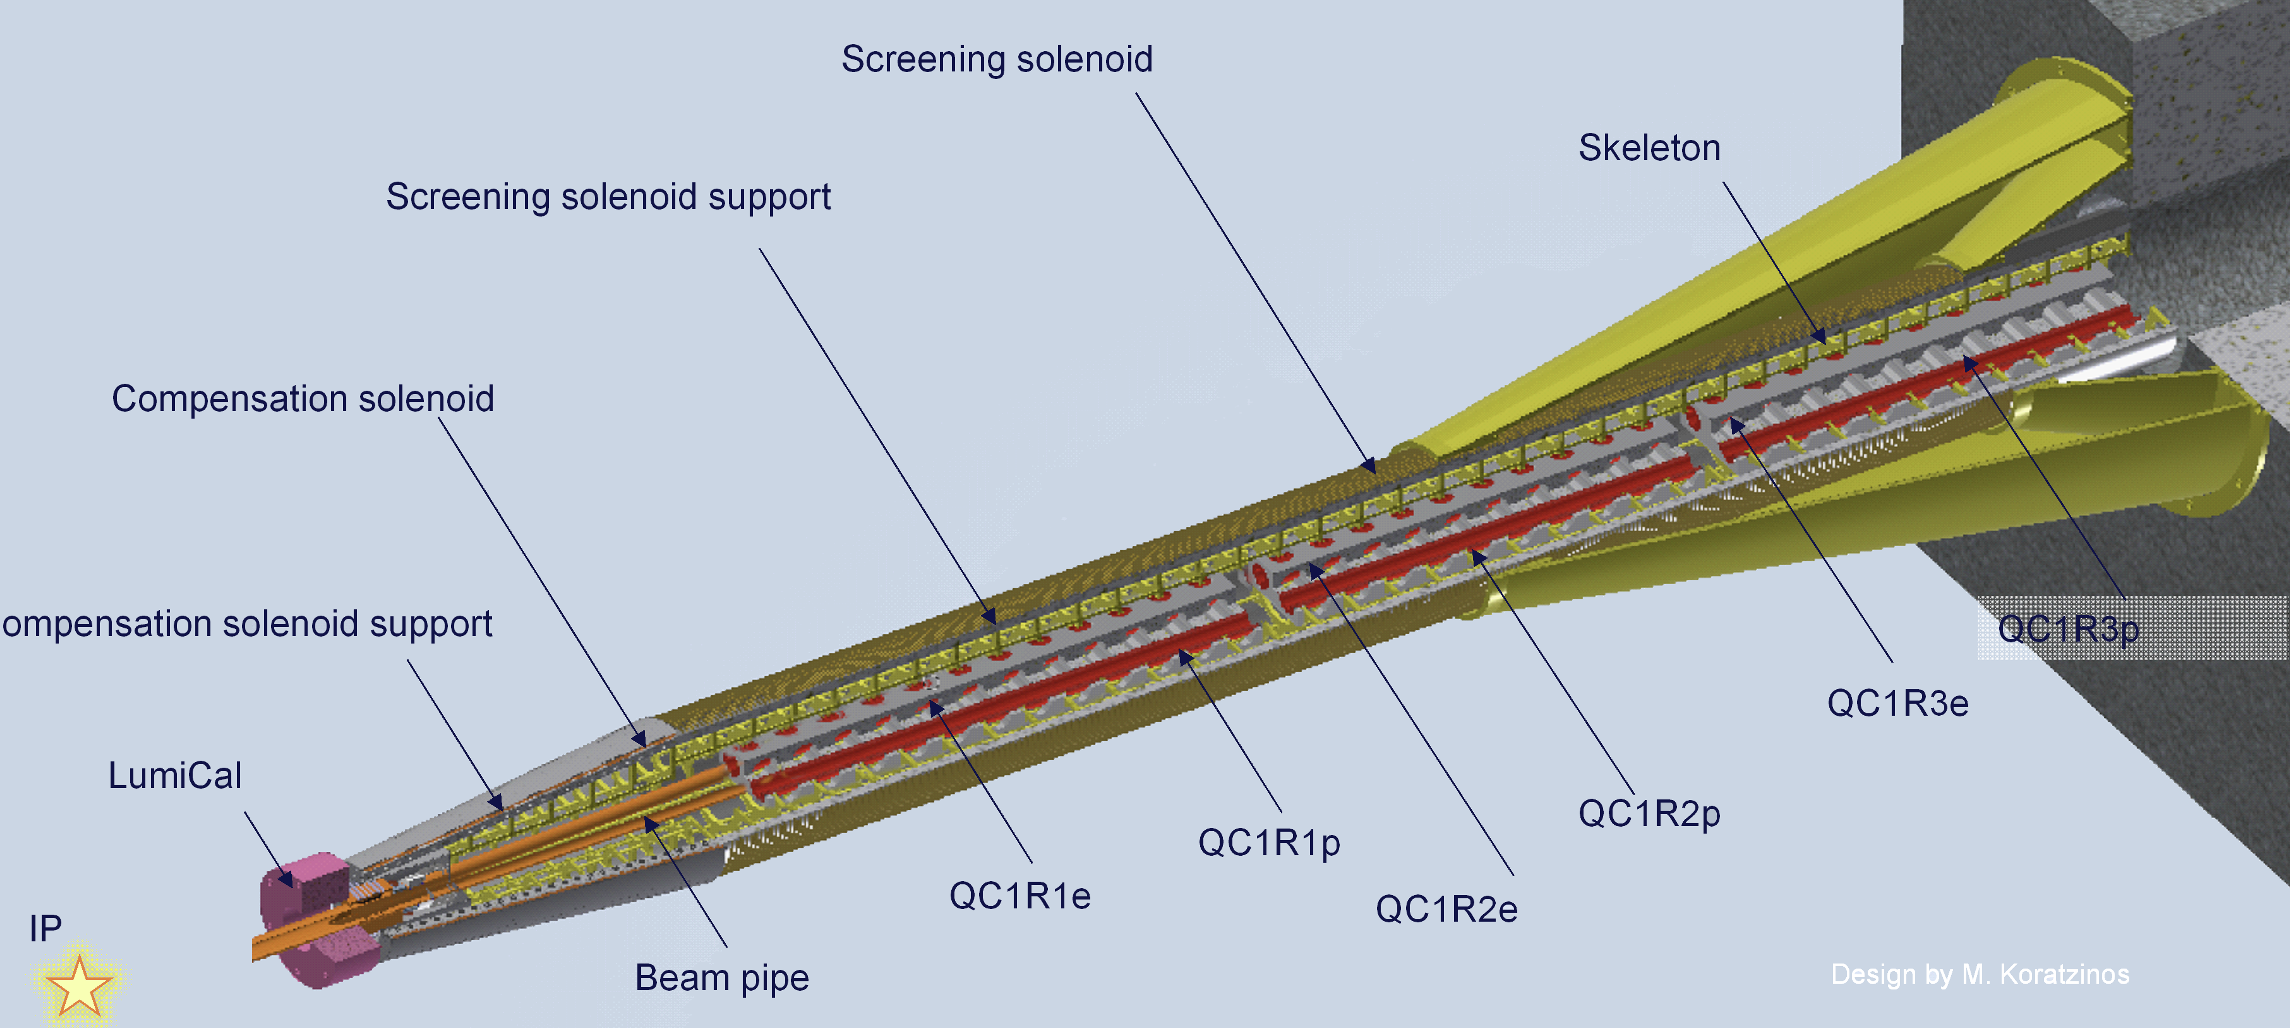 Screening solenoid
Skeleton
Screening solenoid support
Compensation solenoid
ompensation solenoid support
QC1R3p
QC1R3e
LumiCal
QC1R2p
QC1R1p
QC1R1e
QC1R2e
IP
Beam pipe
Design by M. Koratzinos